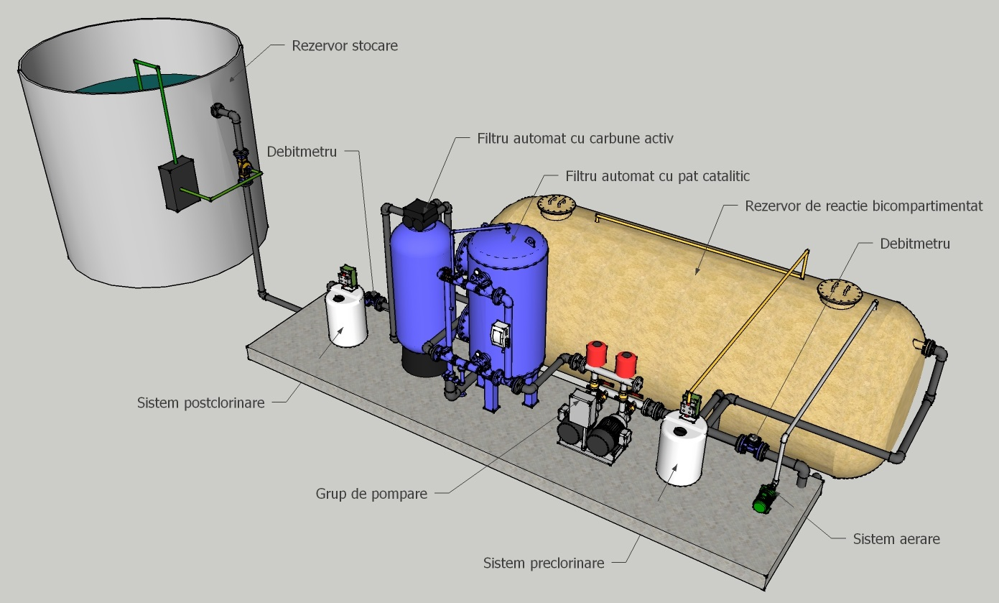 Rezervor stocare
Filtru automat cu carbune activ
Debitmetru
Filtru automat cu pat catalitic
Rezervor de reactie bicompartimentat
Debitmetru
Sistem postclorinare
Grup de pompare
Sistem aerare
Sistem preclorinare